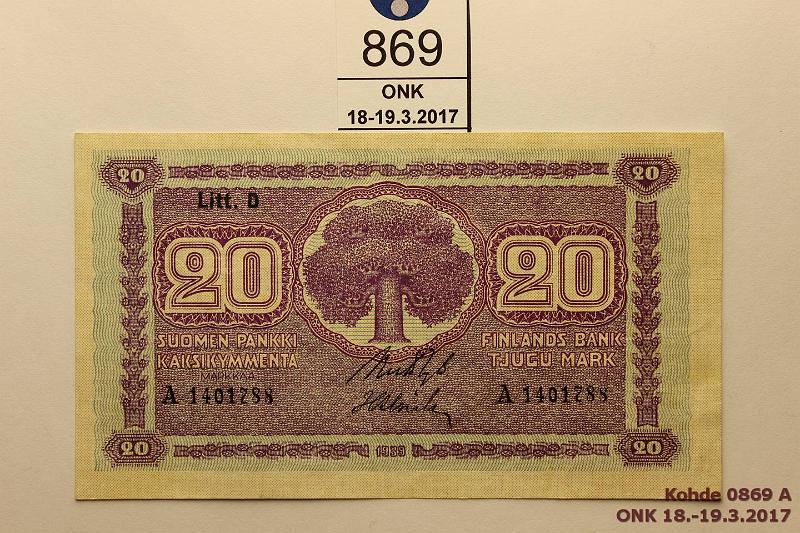 869
ONK
18-19.3.2017
20 20
Litt. D
20 20
SUOMEN PANKKI FINLANDS BANK
KAKSIKYMMENTÄ TJUGU MARK
A 1401788 A 1401788
20 1939 20
Kohde 0869 A
ONK 18.-19.3.2017